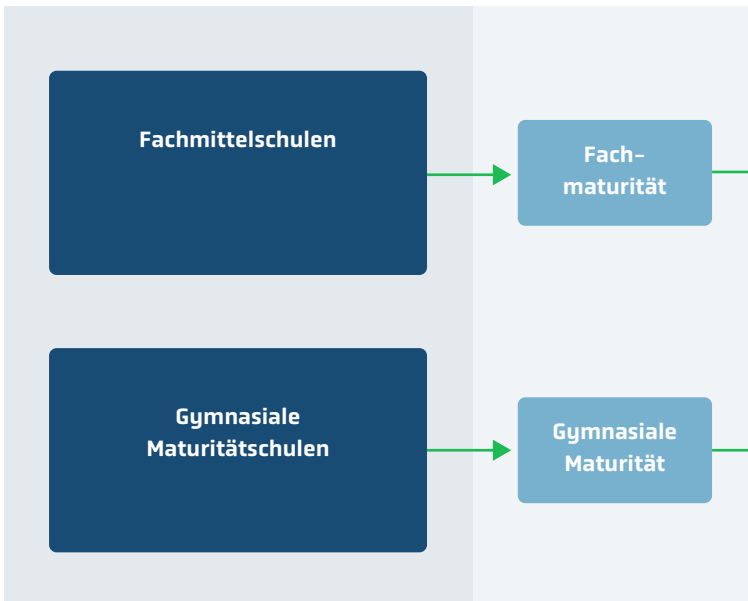 Fachmittelschulen
Fach-
maturität
Gymnasiale
Maturitätschulen
Gymnasiale
Maturität